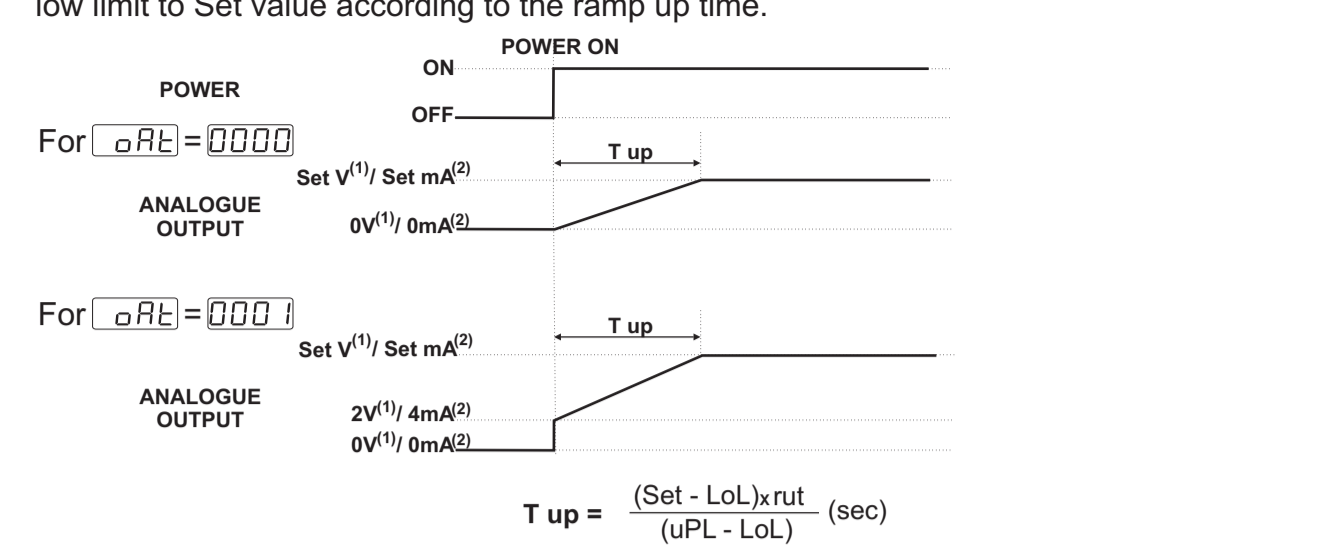 low limit to Set value according to the ramp up time.
POWER ON
ON
POWER
OFF
For oAt = 0000
T up
Set V(1)/ Set mA(2)
ANALOGUE
OUTPUT
0V(1)/ 0mA(2)
For oAt = 0001
T up
Set V(1)/ Set mA(2)
ANALOGUE
OUTPUT
2V(1)/ 4mA(2)
0V(1)/ 0mA(2)
T up = (Set - LoL)x rut
(uPL - LoL)
(sec)